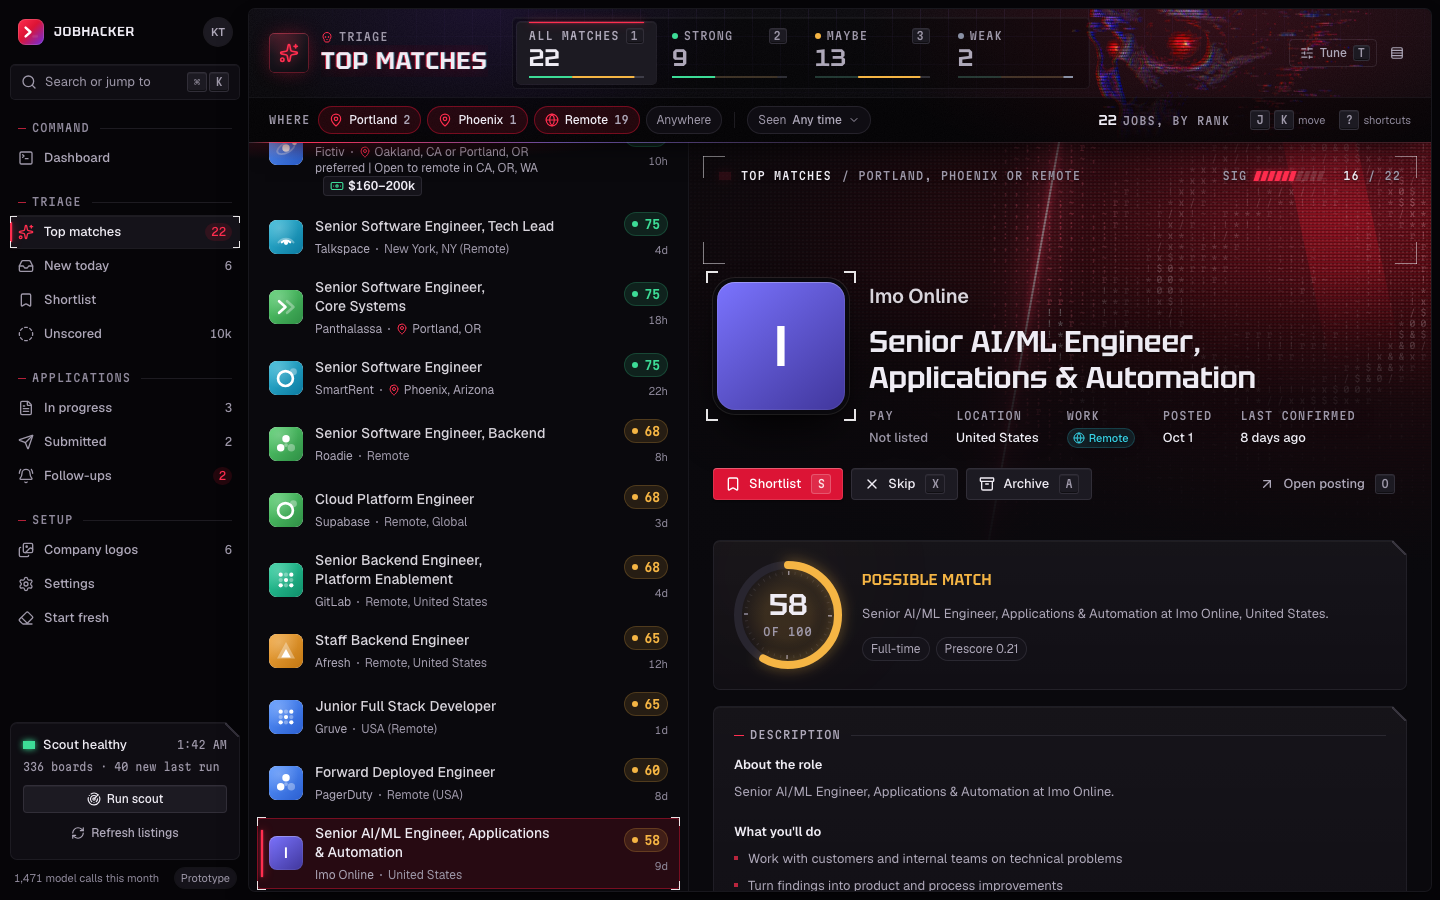 JOBHACKER
KT
Search or jump to
⌘ K
COMMAND
Dashboard
TRIAGE
Top matches 22
New today 6
Shortlist
Unscored 10k
APPLICATIONS
In progress 3
Submitted 2
Follow-ups 2
SETUP
Company logos 6
Settings
Start fresh
Scout healthy 1:42 AM
336 boards · 40 new last run
Run scout
Refresh listings
1,471 model calls this month
Prototype
TRIAGE
TOP MATCHES
ALL MATCHES 1
22
STRONG 2
9
MAYBE 3
13
WEAK
2
Tune T
WHERE
Portland 2
Phoenix 1
Remote 19
Anywhere
Seen Any time
22 JOBS, BY RANK
J K move
? shortcuts
Fictiv · Oakland, CA or Portland, OR
preferred | Open to remote in CA, OR, WA
10h
$160–200k
Senior Software Engineer, Tech Lead
75
Talkspace · New York, NY (Remote)
4d
Senior Software Engineer,
Core Systems
75
Panthalassa · Portland, OR
18h
Senior Software Engineer
75
SmartRent · Phoenix, Arizona
22h
Senior Software Engineer, Backend
68
Roadie · Remote
8h
Cloud Platform Engineer
68
Supabase · Remote, Global
3d
Senior Backend Engineer,
Platform Enablement
68
GitLab · Remote, United States
4d
Staff Backend Engineer
65
Afresh · Remote, United States
12h
Junior Full Stack Developer
65
Gruve · USA (Remote)
1d
Forward Deployed Engineer
60
PagerDuty · Remote (USA)
8d
I
Senior AI/ML Engineer, Applications
& Automation
58
Imo Online · United States
9d
TOP MATCHES / PORTLAND, PHOENIX OR REMOTE
SIG
16 / 22
I
Imo Online
Senior AI/ML Engineer,
Applications & Automation
PAY
Not listed
LOCATION
United States
WORK
Remote
POSTED
Oct 1
LAST CONFIRMED
8 days ago
Shortlist S
Skip X
Archive A
Open posting O
58
OF 100
POSSIBLE MATCH
Senior AI/ML Engineer, Applications & Automation at Imo Online, United States.
Full-time
Prescore 0.21
DESCRIPTION
About the role
Senior AI/ML Engineer, Applications & Automation at Imo Online.
What you'll do
Work with customers and internal teams on technical problems
Turn findings into product and process improvements